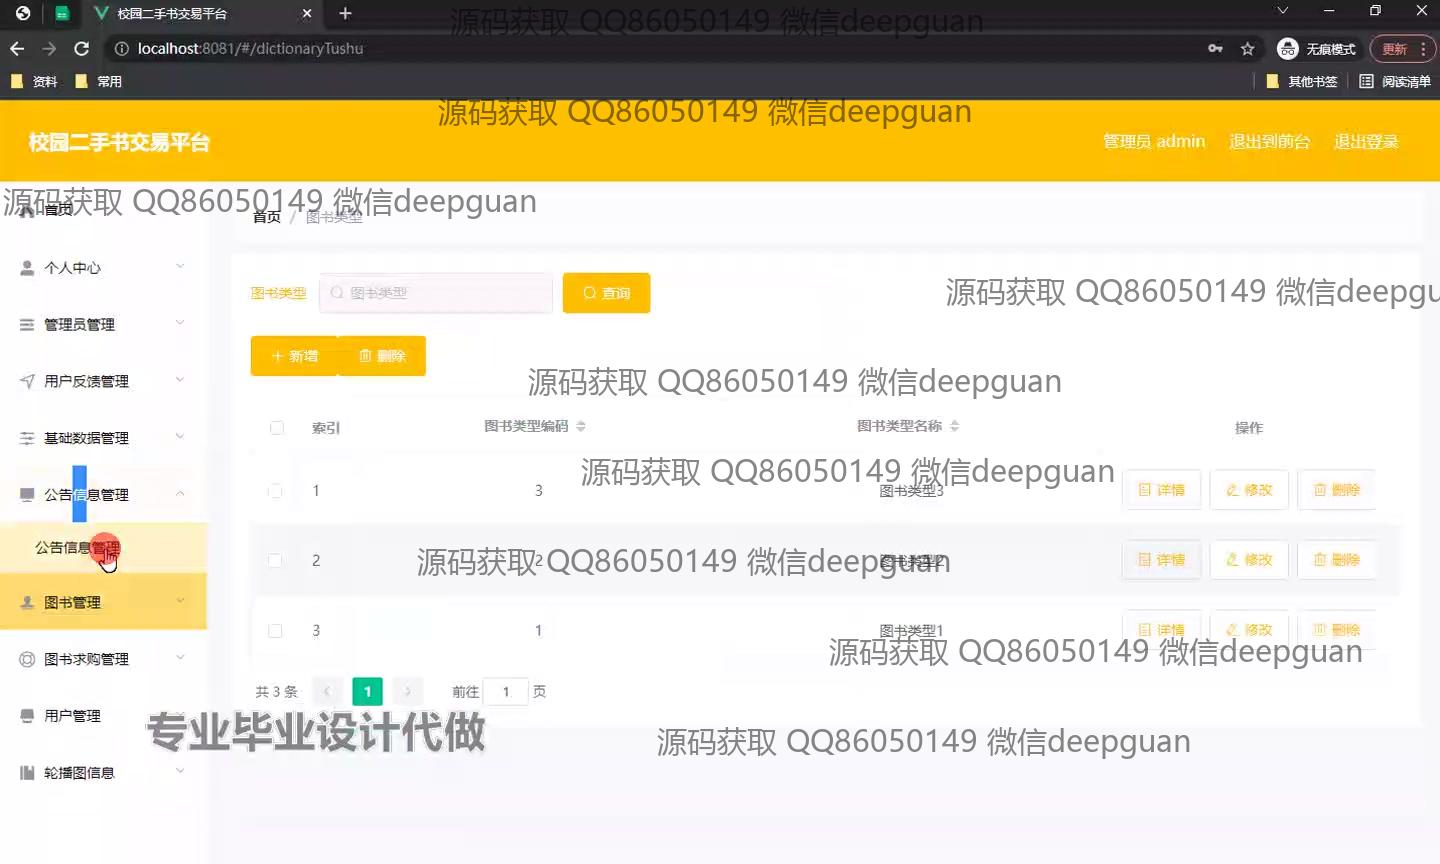 校园二手书交易平台
源码获取 QQ86050149 微信deepguan
localhost:8081/#/dictionaryTushu
无痕模式
更新
资料
常用
其他书签
阅读清单
源码获取 QQ86050149 微信deepguan
校园二手书交易平台
管理员 admin
退出到前台
退出登录
源码获取 QQ86050149 微信deepguan
首页
首页 / 图书类型
个人中心
管理员管理
用户反馈管理
基础数据管理
公告信息管理
公告信息管理
图书管理
图书求购管理
用户管理
轮播图信息
图书类型
图书类型
查询
源码获取 QQ86050149 微信deepgu
新增
删除
源码获取 QQ86050149 微信deepguan
索引 图书类型编码 图书类型名称 操作
源码获取 QQ86050149 微信deepguan
1 3 图书类型3 详情 修改 删除
2 2 图书类型2 详情 修改 删除
源码获取 QQ86050149 微信deepguan
3 1 图书类型1 详情 修改 删除
源码获取 QQ86050149 微信deepguan
共 3 条 1 前往 1 页
专业毕业设计代做
源码获取 QQ86050149 微信deepguan